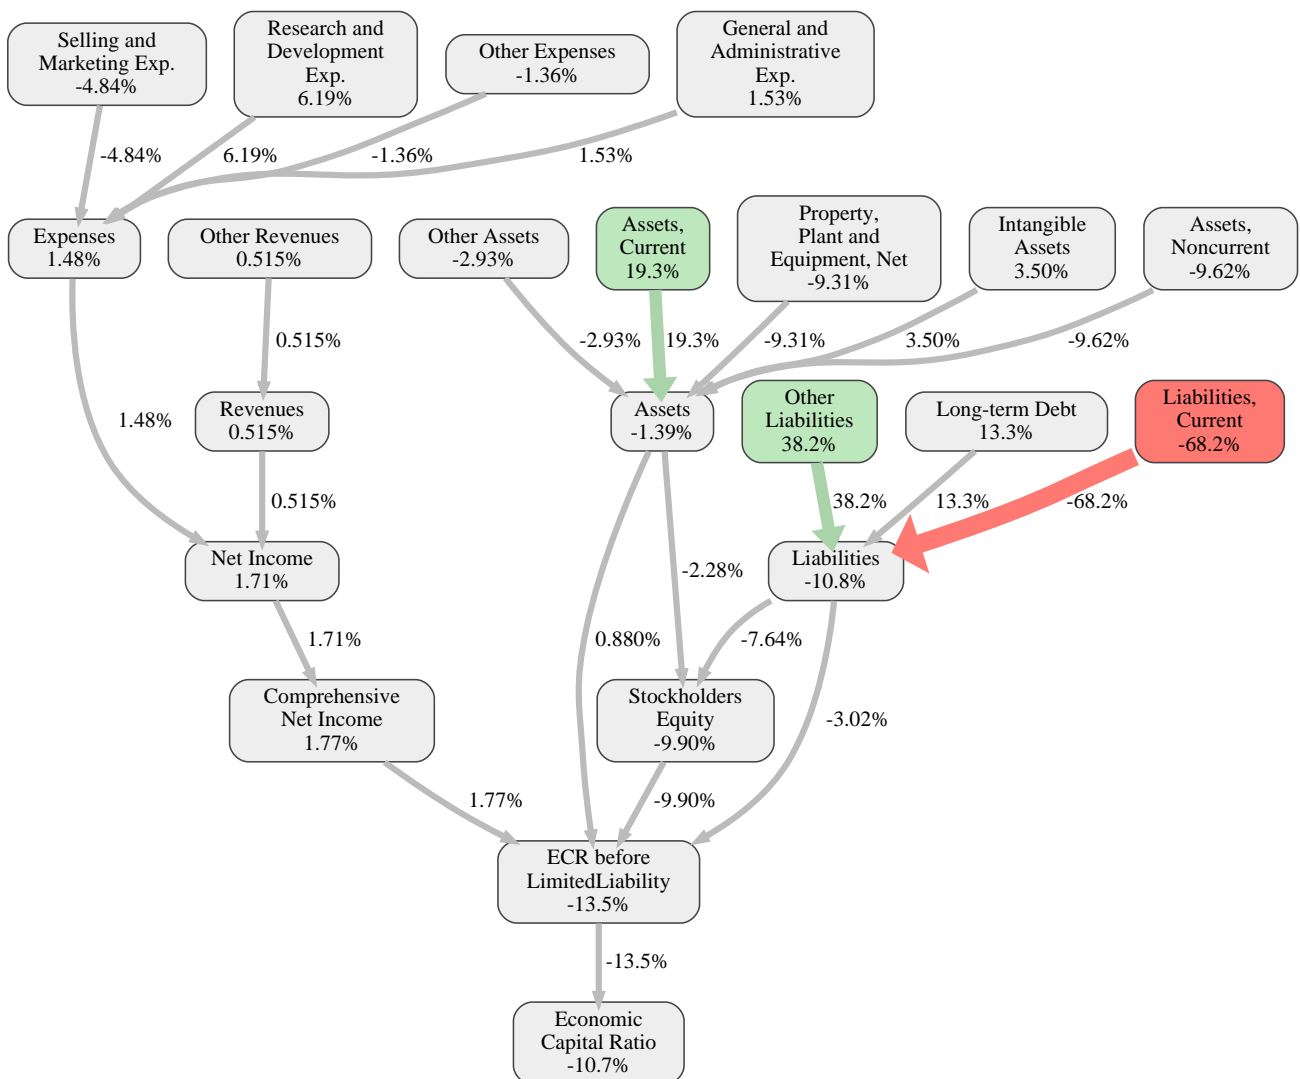 Selling and
Marketing Exp.
-4.84%
Research and
Development
Exp.
6.19%
Other Expenses
-1.36%
General and
Administrative
Exp.
1.53%
-4.84%
6.19%
-1.36%
1.53%
Expenses
1.48%
Other Revenues
0.515%
Other Assets
-2.93%
Assets,
Current
19.3%
Property,
Plant and
Equipment, Net
-9.31%
Intangible
Assets
3.50%
Assets,
Noncurrent
-9.62%
0.515%
-2.93%
19.3%
-9.31%
3.50%
-9.62%
1.48%
Revenues
0.515%
Assets
-1.39%
Other
Liabilities
38.2%
Long-term Debt
13.3%
Liabilities,
Current
-68.2%
0.515%
38.2%
13.3%
-68.2%
Net Income
1.71%
-2.28%
Liabilities
-10.8%
1.71%
0.880%
-7.64%
Comprehensive
Net Income
1.77%
Stockholders
Equity
-9.90%
-3.02%
1.77%
-9.90%
ECR before
LimitedLiability
-13.5%
-13.5%
Economic
Capital Ratio
-10.7%